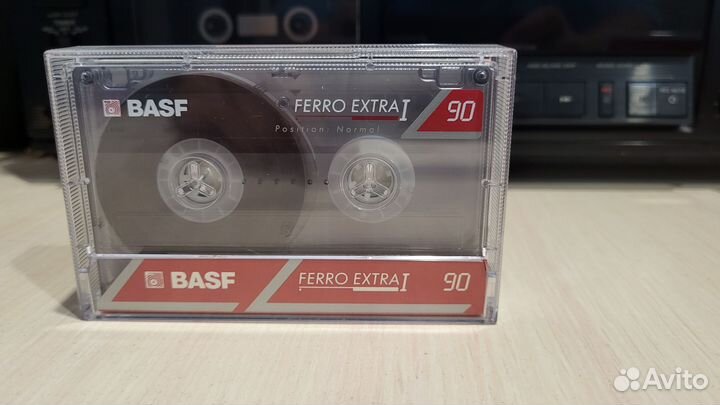 BASF FERRO EXTRA I 90
Position: Normal
BASF FERRO EXTRA I 90
Avito